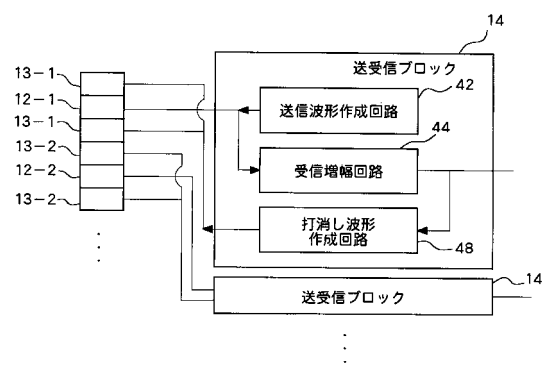 14
送受信ブロック
13-1
12-1
13-1
13-2
12-2
13-2
送信波形作成回路
42
44
受信増幅回路
打消し波形
作成回路
48
14
送受信ブロック